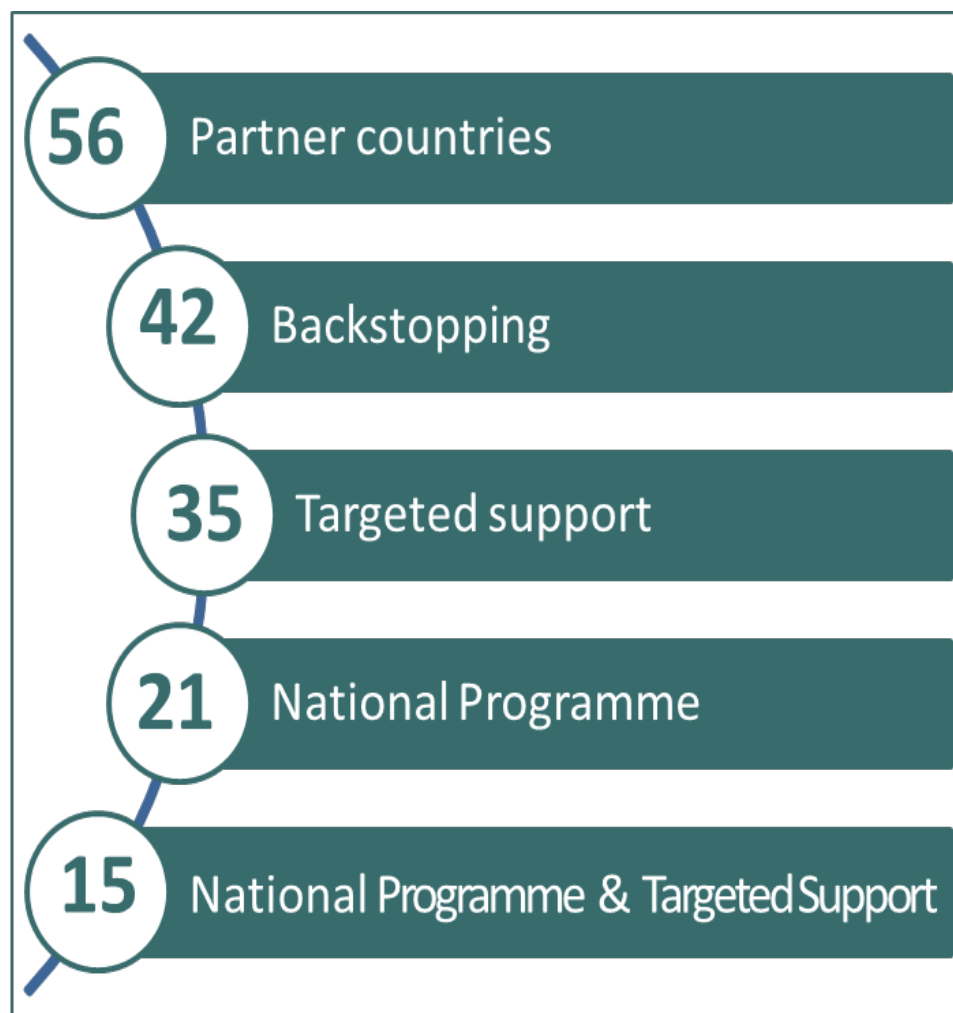 56 Partner countries
42 Backstopping
35 Targeted support
21 National Programme
15 National Programme & Targeted Support